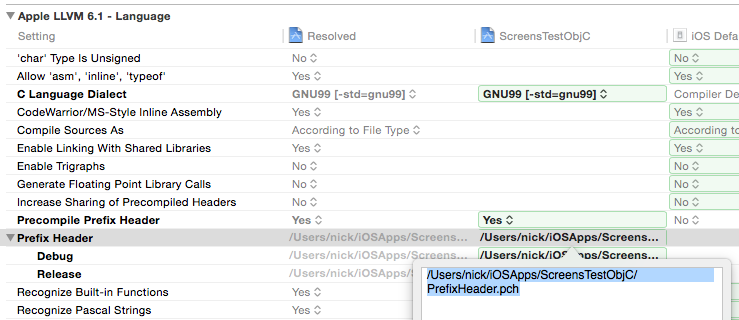 Apple LLVM 6.1 - Language
Setting Resolved ScreensTestObjC iOS Defa
'char' Type Is Unsigned No No
Allow 'asm', 'inline', 'typeof' Yes Yes
C Language Dialect GNU99 [-std=gnu99] GNU99 [-std=gnu99] Compiler De
CodeWarrior/MS-Style Inline Assembly Yes Yes
Compile Sources As According to File Type According to
Enable Linking With Shared Libraries Yes Yes
Enable Trigraphs No No
Generate Floating Point Library Calls No No
Increase Sharing of Precompiled Headers No No
Precompile Prefix Header Yes Yes No
Prefix Header /Users/nick/iOSApps/Screens... /Users/nick/iOSApps/Screens...
Debug /Users/nick/iOSApps/Screens... /Users/nick/iOSApps/Screens...
Release /Users/nick/iOSApps/Screens
/Users/nick/iOSApps/ScreensTestObjC/
PrefixHeader.pch
Recognize Built-in Functions Yes
Recognize Pascal Strings Yes